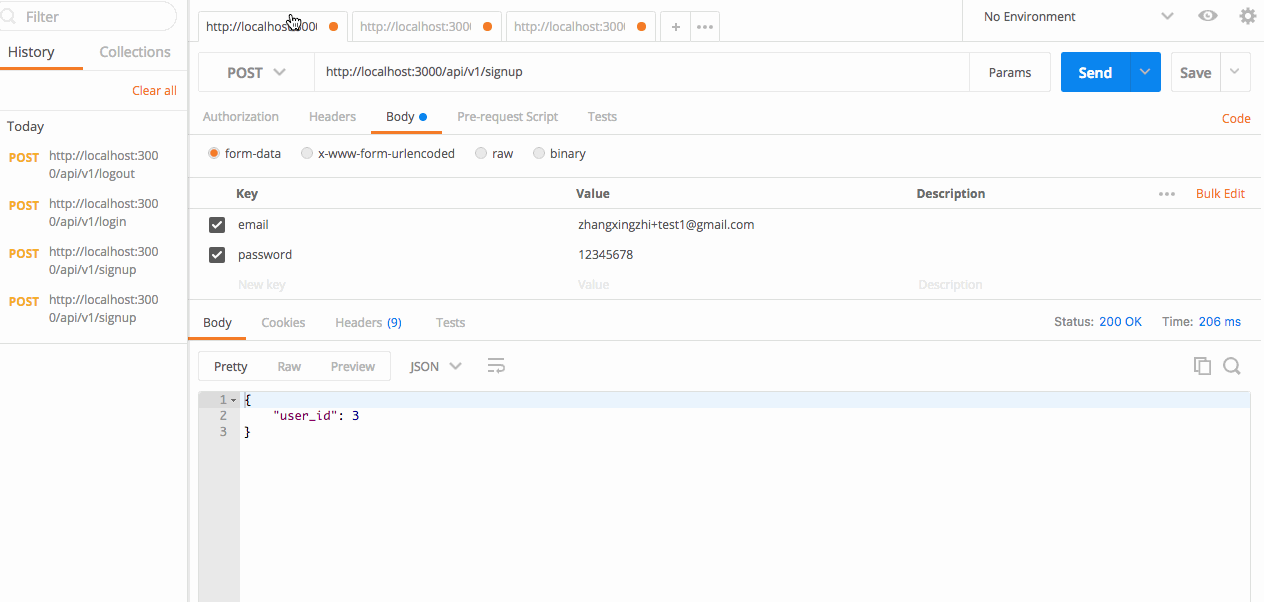 Filter
History Collections
Clear all
Today
POST http://localhost:300
0/api/v1/logout
POST http://localhost:300
0/api/v1/login
POST http://localhost:300
0/api/v1/signup
POST http://localhost:300
0/api/v1/signup
http://localhost:3000 http://localhost:3000 http://localhost:3000 + •••
No Environment
POST http://localhost:3000/api/v1/signup Params Send Save
Authorization Headers Body Pre-request Script Tests Code
form-data x-www-form-urlencoded raw binary
Key Value Description ••• Bulk Edit
email zhangxingzhi+test1@gmail.com
password 12345678
New key Value Description
Body Cookies Headers (9) Tests Status: 200 OK Time: 206 ms
Pretty Raw Preview JSON
1 {
2 "user_id": 3
3 }